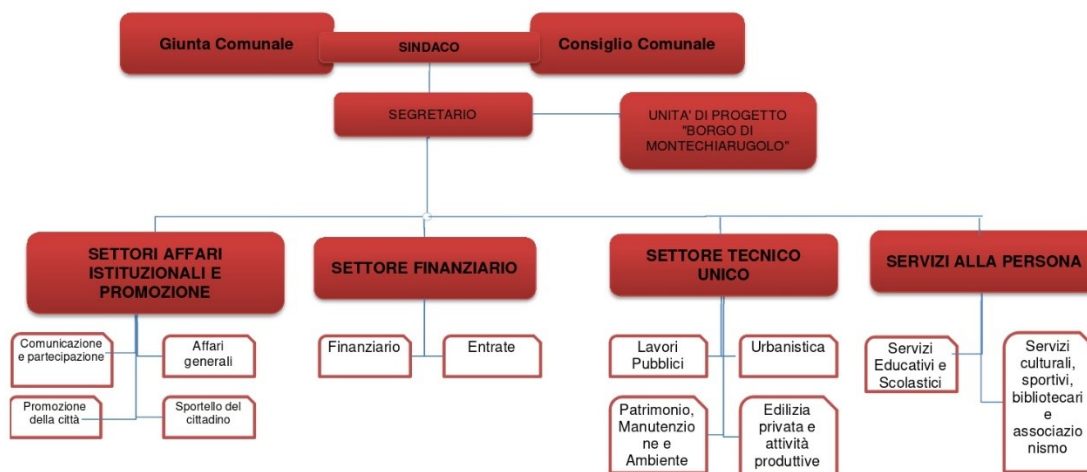 Giunta Comunale
SINDACO
Consiglio Comunale
SEGRETARIO
UNITA' DI PROGETTO
"BORGO DI
MONTECHIARUGOLO"
SETTORI AFFARI
ISTITUZIONALI E
PROMOZIONE
SETTORE FINANZIARIO
SETTORE TECNICO
UNICO
SERVIZI ALLA PERSONA
Comunicazione
e partecipazione
Affari
generali
Promozione
della città
Sportello del
cittadino
Finanziario
Entrate
Lavori
Pubblici
Urbanistica
Patrimonio,
Manutenzio
ne e
Ambiente
Edilizia
privata e
attività
produttive
Servizi
Educativi e
Scolastici
Servizi
culturali,
sportivi,
bibliotecari
e
associazio
nismo